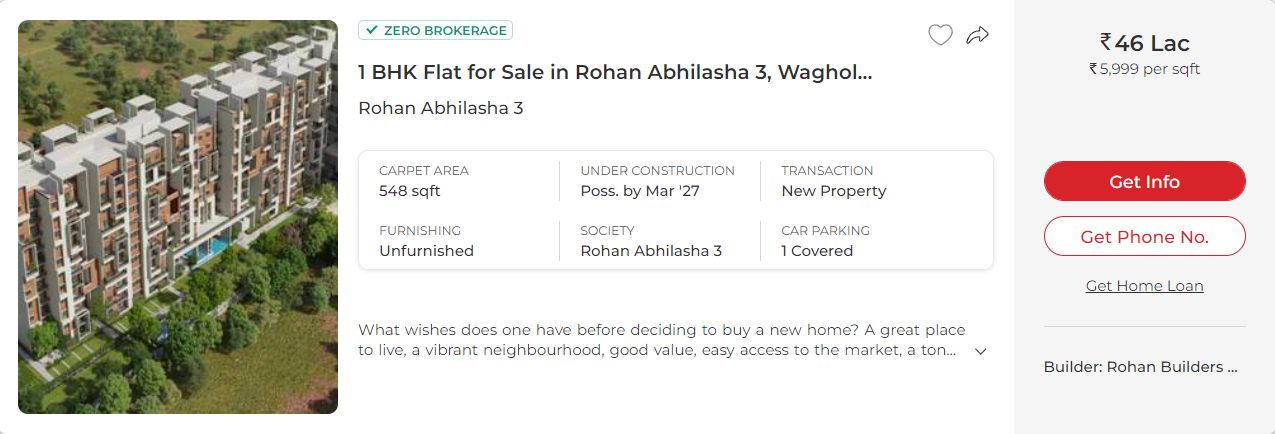 ZERO BROKERAGE
1 BHK Flat for Sale in Rohan Abhilasha 3, Waghol...
Rohan Abhilasha 3
CARPET AREA
548 sqft
UNDER CONSTRUCTION
Poss. by Mar '27
TRANSACTION
New Property
FURNISHING
Unfurnished
SOCIETY
Rohan Abhilasha 3
CAR PARKING
1 Covered
What wishes does one have before deciding to buy a new home? A great place
to live, a vibrant neighbourhood, good value, easy access to the market, a ton...
₹46 Lac
₹5,999 per sqft
Get Info
Get Phone No.
Get Home Loan
Builder: Rohan Builders ...